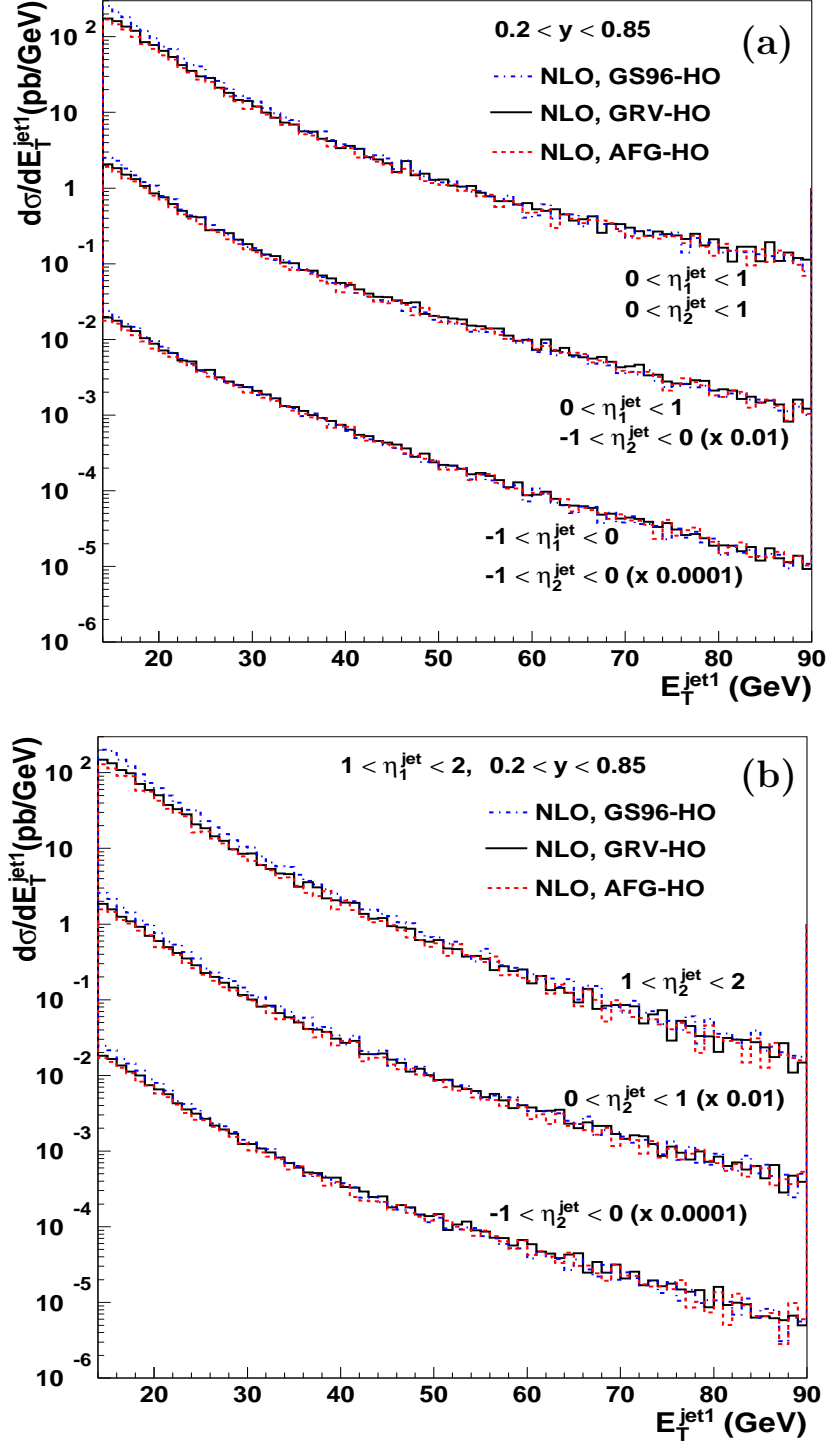 0.2 < y < 0.85
(a)
NLO, GS96-HO
NLO, GRV-HO
NLO, AFG-HO
dσ/dE_T^jet1(pb/GeV)
10^2
10
1
10^-1
10^-2
10^-3
10^-4
10^-5
10^-6
0 < η_1^jet < 1
0 < η_2^jet < 1
0 < η_1^jet < 1
-1 < η_2^jet < 0 (x 0.01)
-1 < η_1^jet < 0
-1 < η_2^jet < 0 (x 0.0001)
20 30 40 50 60 70 80 90
E_T^jet1 (GeV)
1 < η_1^jet < 2, 0.2 < y < 0.85
(b)
NLO, GS96-HO
NLO, GRV-HO
NLO, AFG-HO
dσ/dE_T^jet1(pb/GeV)
10^2
10
1
10^-1
10^-2
10^-3
10^-4
10^-5
10^-6
1 < η_2^jet < 2
0 < η_2^jet < 1 (x 0.01)
-1 < η_2^jet < 0 (x 0.0001)
20 30 40 50 60 70 80 90
E_T^jet1 (GeV)